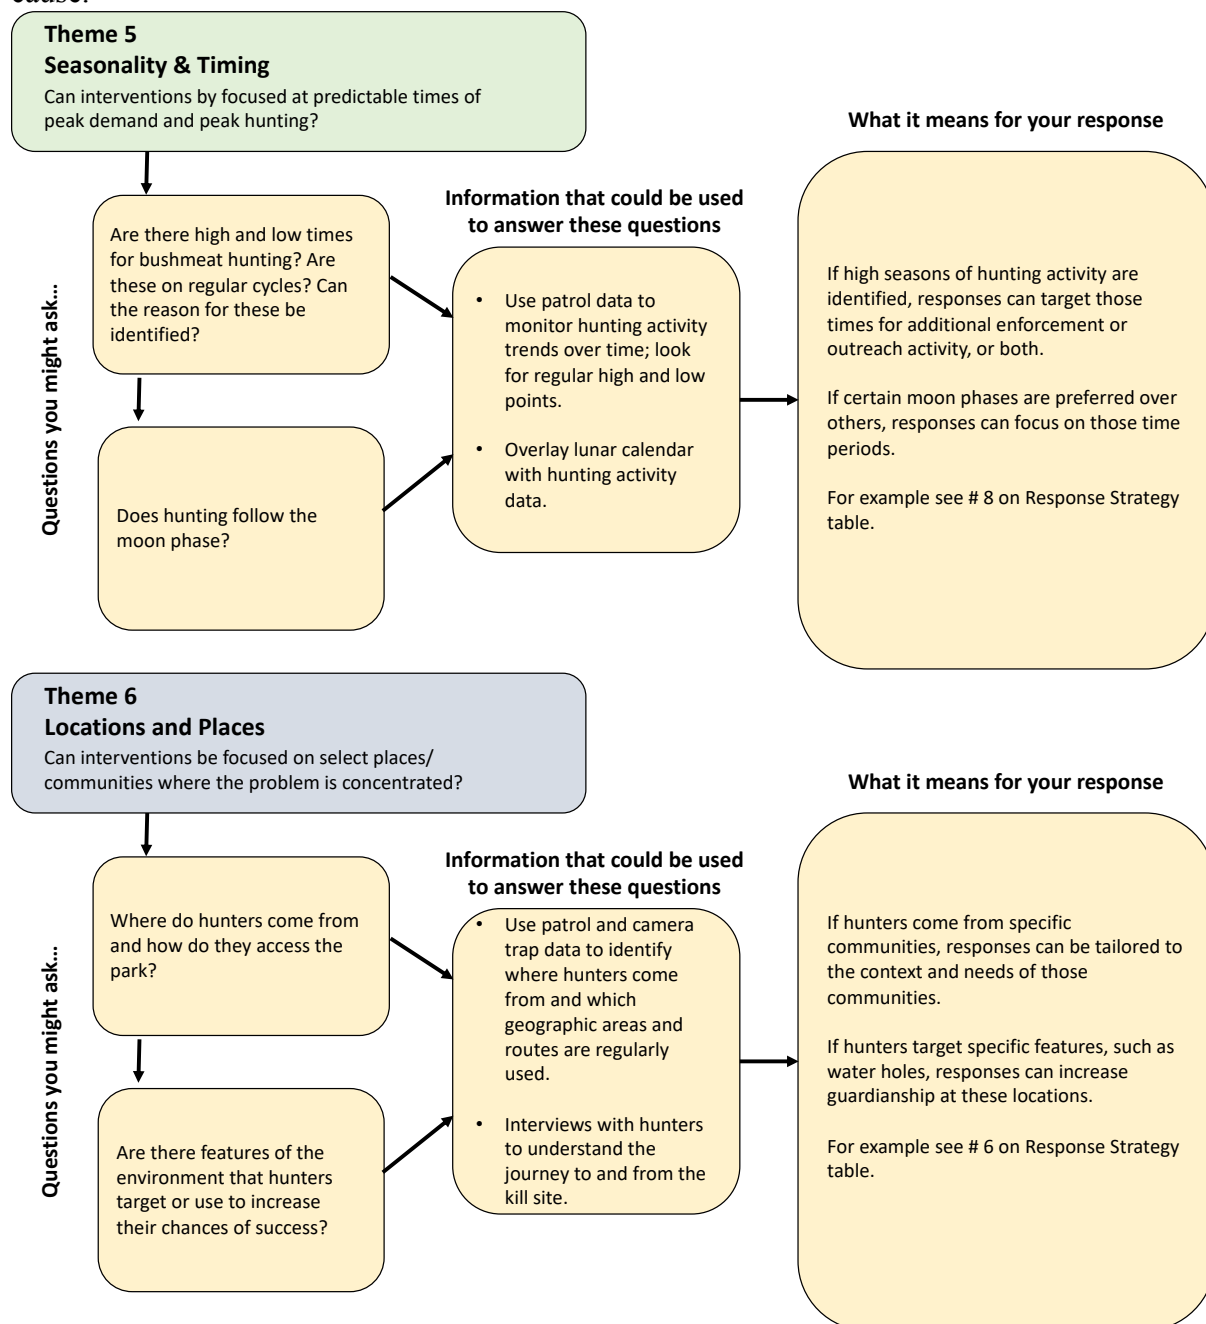 cause.
Theme 5
Seasonality & Timing
Can interventions by focused at predictable times of
peak demand and peak hunting?
What it means for your response
Information that could be used
to answer these questions
Questions you might ask...
Are there high and low times
for bushmeat hunting? Are
these on regular cycles? Can
the reason for these be
identified?
Does hunting follow the
moon phase?
• Use patrol data to
monitor hunting activity
trends over time; look
for regular high and low
points.
• Overlay lunar calendar
with hunting activity
data.
If high seasons of hunting activity are
identified, responses can target those
times for additional enforcement or
outreach activity, or both.
If certain moon phases are preferred over
others, responses can focus on those time
periods.
For example see # 8 on Response Strategy
table.
Theme 6
Locations and Places
Can interventions be focused on select places/
communities where the problem is concentrated?
What it means for your response
Information that could be used
to answer these questions
Questions you might ask...
Where do hunters come from
and how do they access the
park?
Are there features of the
environment that hunters
target or use to increase
their chances of success?
• Use patrol and camera
trap data to identify
where hunters come
from and which
geographic areas and
routes are regularly
used.
• Interviews with hunters
to understand the
journey to and from the
kill site.
If hunters come from specific
communities, responses can be tailored to
the context and needs of those
communities.
If hunters target specific features, such as
water holes, responses can increase
guardianship at these locations.
For example see # 6 on Response Strategy
table.